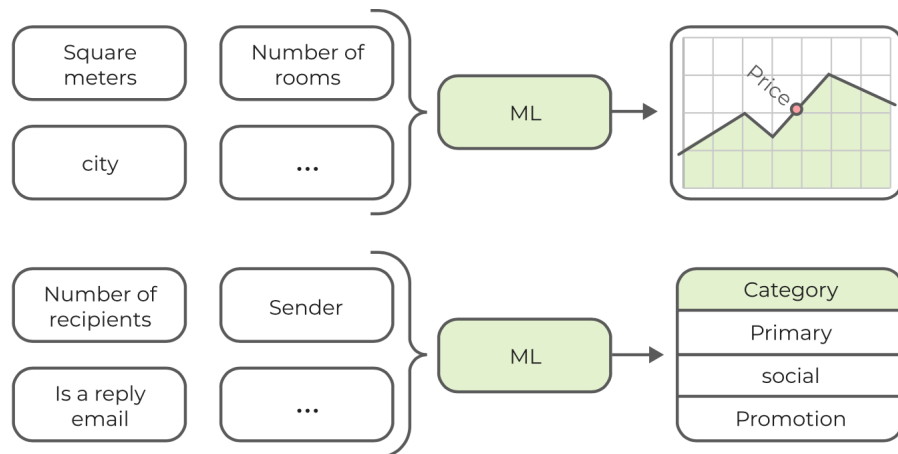 Square
meters
Number of
rooms
city
...
ML
Price
Number of
recipients
Sender
Is a reply
email
...
ML
Category
Primary
social
Promotion